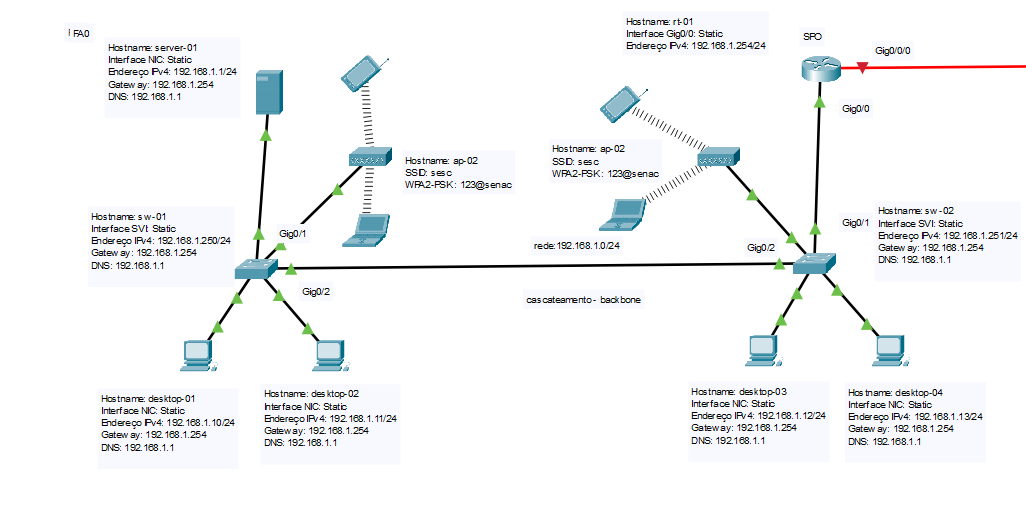 FA0
Hostname: server-01
Interface NIC: Static
Endereço IPv4: 192.168.1.1/24
Gateway: 192.168.1.254
DNS: 192.168.1.1
Hostname: rt-01
Interface Gig0/0: Static
Endereço IPv4: 192.168.1.254/24
SPO
Gig0/0/0
Gig0/0
Hostname: ap-02
SSID: sesc
WPA2-PSK: 123@senac
Hostname: ap-02
SSID: sesc
WPA2-PSK: 123@senac
Hostname: sw-01
Interface SVI: Static
Endereço IPv4: 192.168.1.250/24
Gateway: 192.168.1.254
DNS: 192.168.1.1
Gig0/1
Gig0/2
rede:192.168.1.0/24
Gig0/2
Gig0/1
Hostname: sw-02
Interface SVI: Static
Endereço IPv4: 192.168.1.251/24
Gateway: 192.168.1.254
DNS: 192.168.1.1
cascateamento - backbone
Hostname: desktop-01
Interface NIC: Static
Endereço IPv4: 192.168.1.10/24
Gateway: 192.168.1.254
DNS: 192.168.1.1
Hostname: desktop-02
Interface NIC: Static
Endereço IPv4: 192.168.1.11/24
Gateway: 192.168.1.254
DNS: 192.168.1.1
Hostname: desktop-03
Interface NIC: Static
Endereço IPv4: 192.168.1.12/24
Gateway: 192.168.1.254
DNS: 192.168.1.1
Hostname: desktop-04
Interface NIC: Static
Endereço IPv4: 192.168.1.13/24
Gateway: 192.168.1.254
DNS: 192.168.1.1